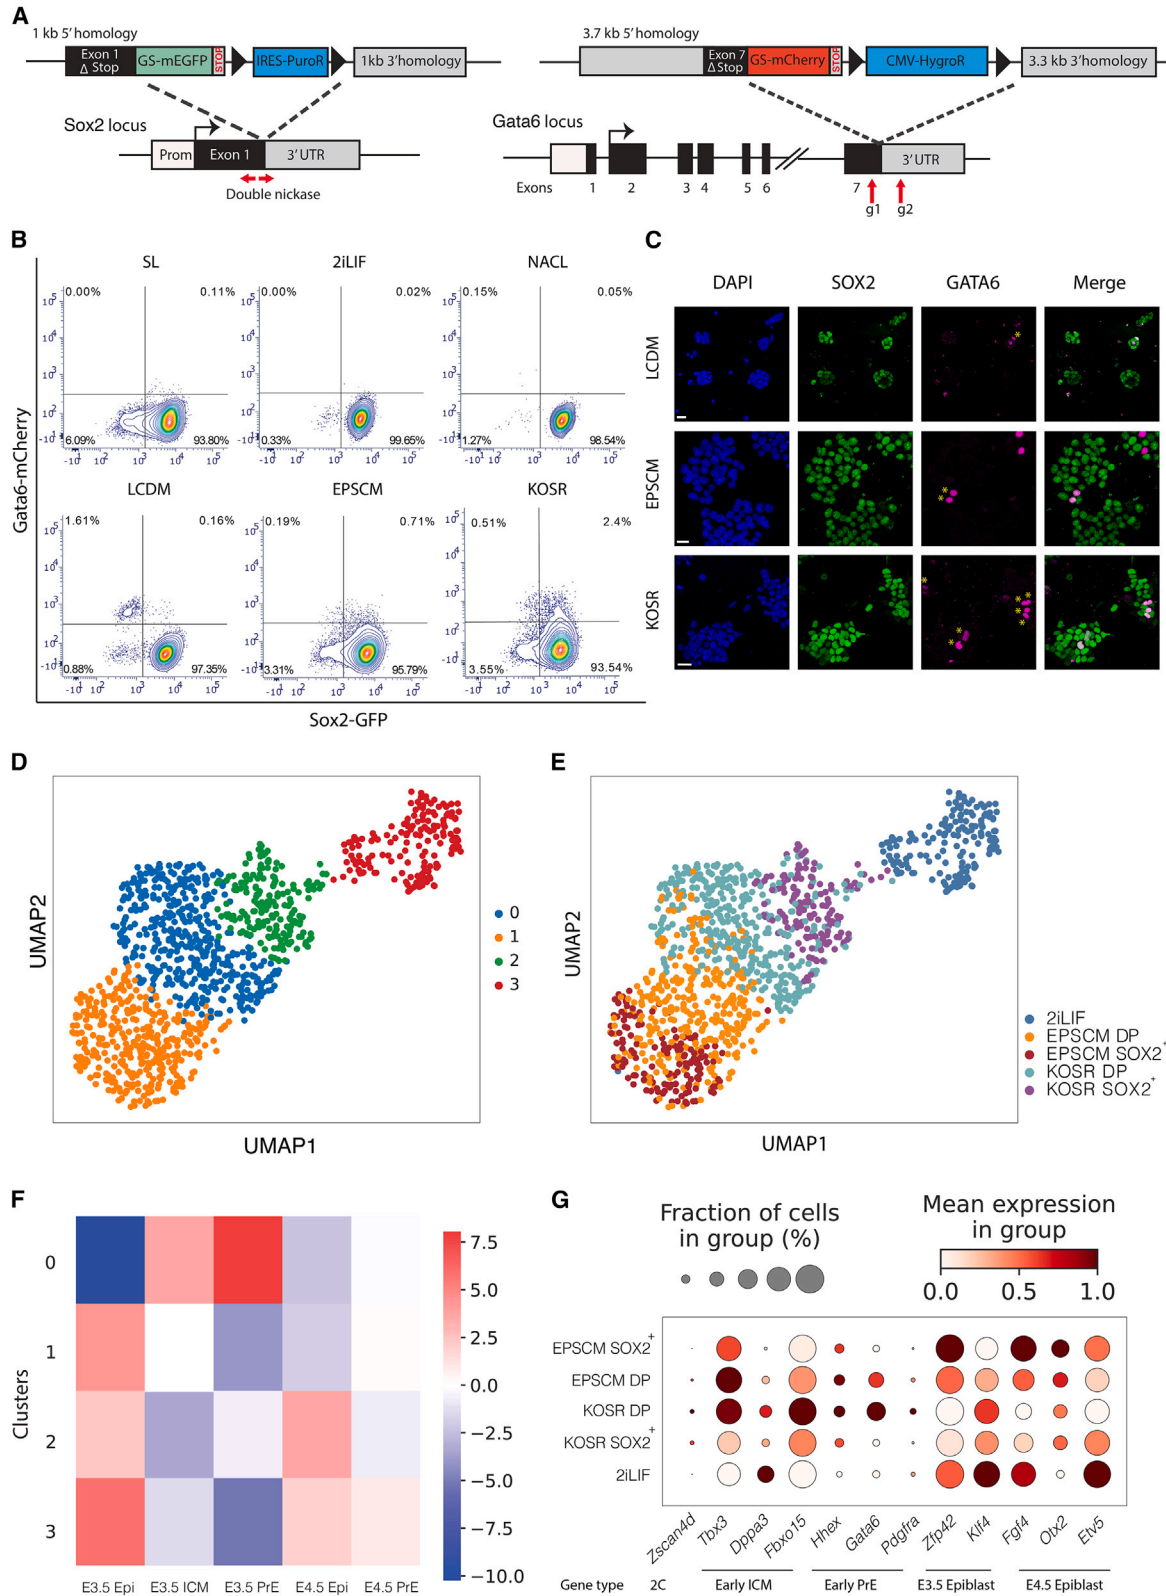 A
1 kb 5' homology
Exon 1
Δ Stop
GS-mEGFP
STOP
IRES-PuroR
1kb 3'homology
Sox2 locus
Prom
Exon 1
3' UTR
Double nickase
3.7 kb 5' homology
Exon 7
Δ Stop
GS-mCherry
STOP
CMV-HygroR
3.3 kb 3'homology
Gata6 locus
3' UTR
Exons 1 2 3 4 5 6 7
g1 g2
B
Gata6-mCherry
SL
0.00% 0.11%
6.09% 93.80%
2iLIF
0.00% 0.02%
0.33% 99.65%
NACL
0.15% 0.05%
1.27% 98.54%
LCDM
1.61% 0.16%
0.88% 97.35%
EPSCM
0.19% 0.71%
3.31% 95.79%
KOSR
0.51% 2.4%
3.55% 93.54%
Sox2-GFP
C
DAPI SOX2 GATA6 Merge
LCDM
EPSCM
KOSR
D
UMAP2
UMAP1
0
1
2
3
E
UMAP2
UMAP1
2iLIF
EPSCM DP
EPSCM SOX2+
KOSR DP
KOSR SOX2+
F
Clusters
0
1
2
3
E3.5 Epi E3.5 ICM E3.5 PrE E4.5 Epi E4.5 PrE
7.5
5.0
2.5
0.0
−2.5
−5.0
−7.5
−10.0
G
Fraction of cells
in group (%)
Mean expression
in group
0.0 0.5 1.0
EPSCM SOX2+
EPSCM DP
KOSR DP
KOSR SOX2+
2iLIF
Zscan4d Tbx3 Dppa3 Fbxo15 Hhex Gata6 Pdgfra Zfp42 Klf4 Fgf4 Otx2 Etv5
Gene type 2C Early ICM Early PrE E3.5 Epiblast E4.5 Epiblast